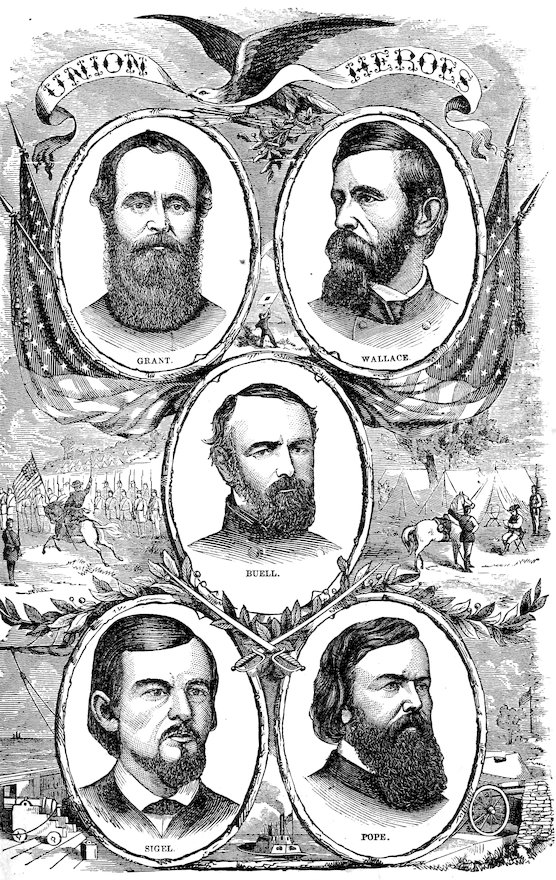 UNION HEROES.
GRANT.
WALLACE.
BUELL.
SIGEL.
POPE.